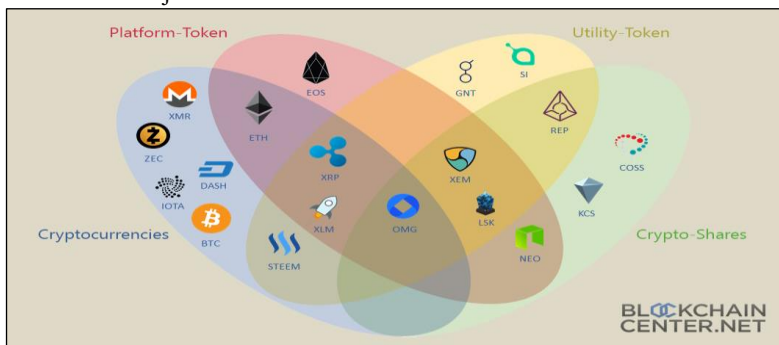 Platform-Token
Utility-Token
EOS
GNT
SI
XMR
ETH
REP
ZEC
COSS
XRP
XEM
DASH
IOTA
KCS
BTC
XLM
OMG
LSK
Cryptocurrencies
STEEM
NEO
Crypto-Shares
BLOCKCHAIN
CENTER.NET